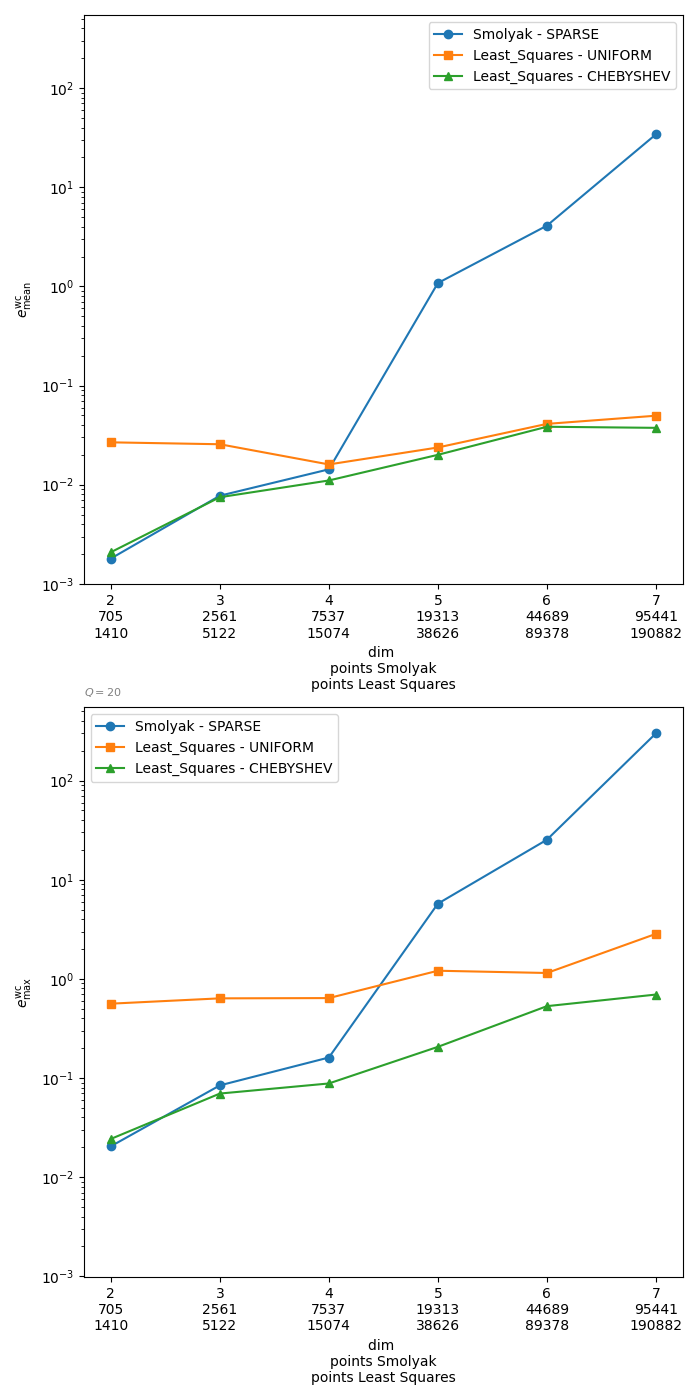 Smolyak - SPARSE
Least_Squares - UNIFORM
Least_Squares - CHEBYSHEV
10²
10¹
10⁰
10⁻¹
10⁻²
10⁻³
e^wc_mean
2 3 4 5 6 7
705 2561 7537 19313 44689 95441
1410 5122 15074 38626 89378 190882
dim
points Smolyak
points Least Squares
Q = 20
Smolyak - SPARSE
Least_Squares - UNIFORM
Least_Squares - CHEBYSHEV
10²
10¹
10⁰
10⁻¹
10⁻²
10⁻³
e^wc_max
2 3 4 5 6 7
705 2561 7537 19313 44689 95441
1410 5122 15074 38626 89378 190882
dim
points Smolyak
points Least Squares